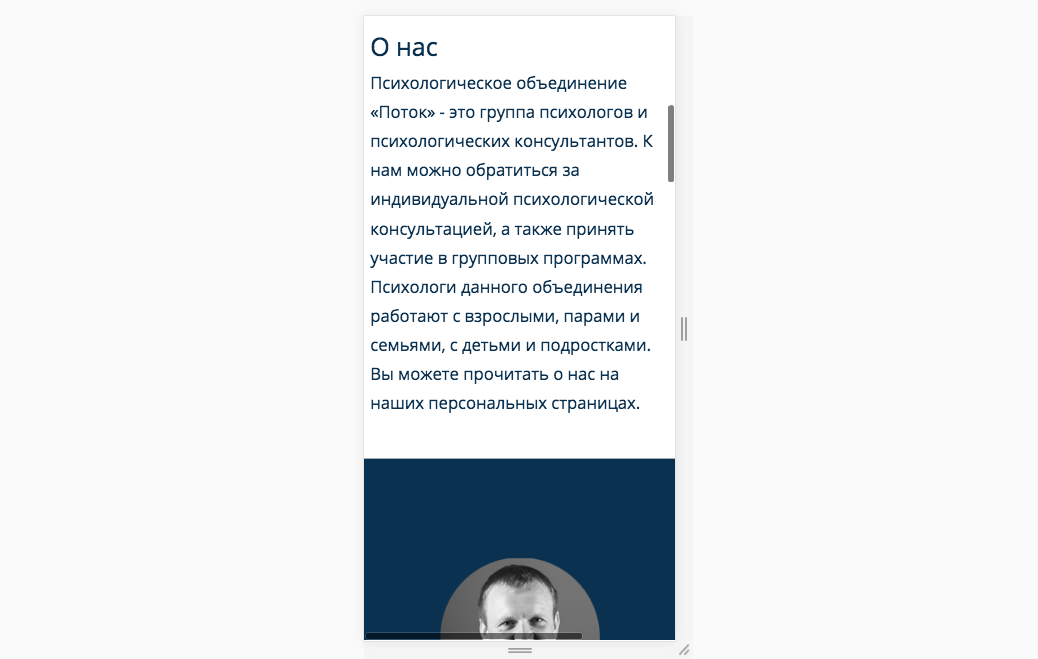 О нас
Психологическое объединение
«Поток» - это группа психологов и
психологических консультантов. К
нам можно обратиться за
индивидуальной психологической
консультацией, а также принять
участие в групповых программах.
Психологи данного объединения
работают с взрослыми, парами и
семьями, с детьми и подростками.
Вы можете прочитать о нас на
наших персональных страницах.